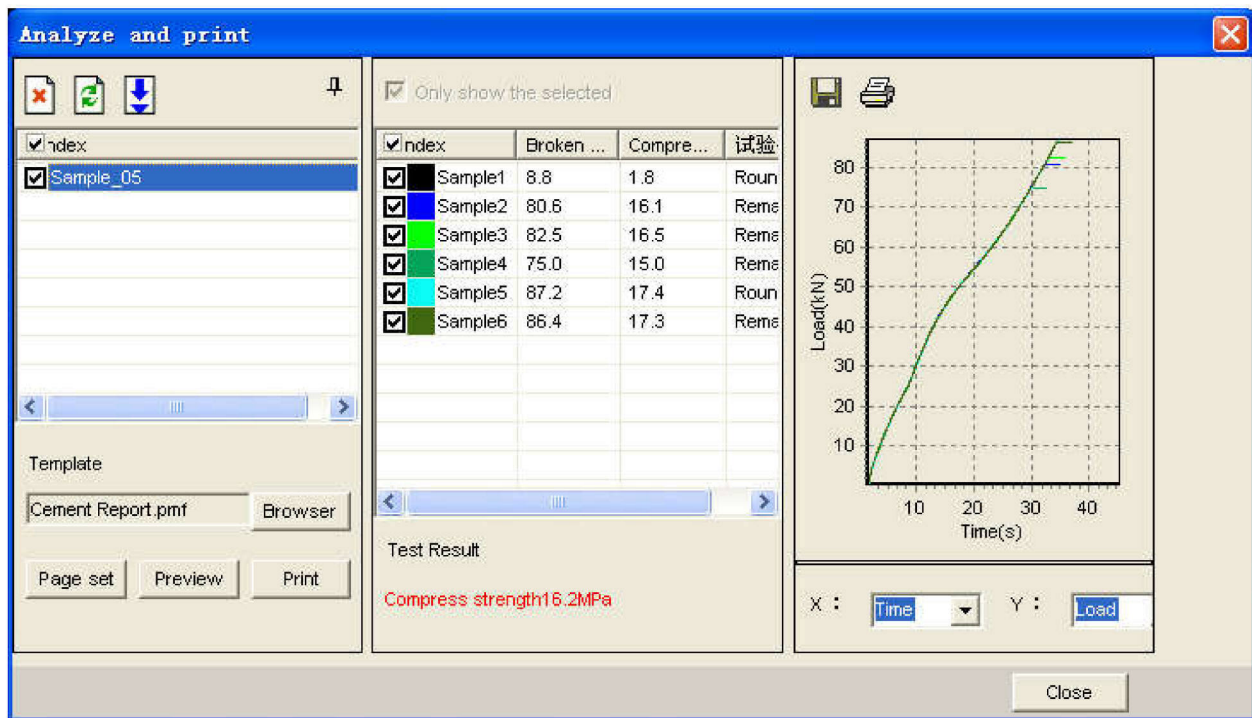 Analyze and print
ndex
Sample_05
Template
Cement Report.pmf
Browser
Page set
Preview
Print
Only show the selected
ndex Broken ... Compre... 试验
Sample1 8.8 1.8 Roun
Sample2 80.6 16.1 Rema
Sample3 82.5 16.5 Rema
Sample4 75.0 15.0 Rema
Sample5 87.2 17.4 Roun
Sample6 86.4 17.3 Rema
Test Result
Compress strength16.2MPa
80
70
60
50
40
30
20
10
Load(kN)
10 20 30 40
Time(s)
X : Time Y : Load
Close